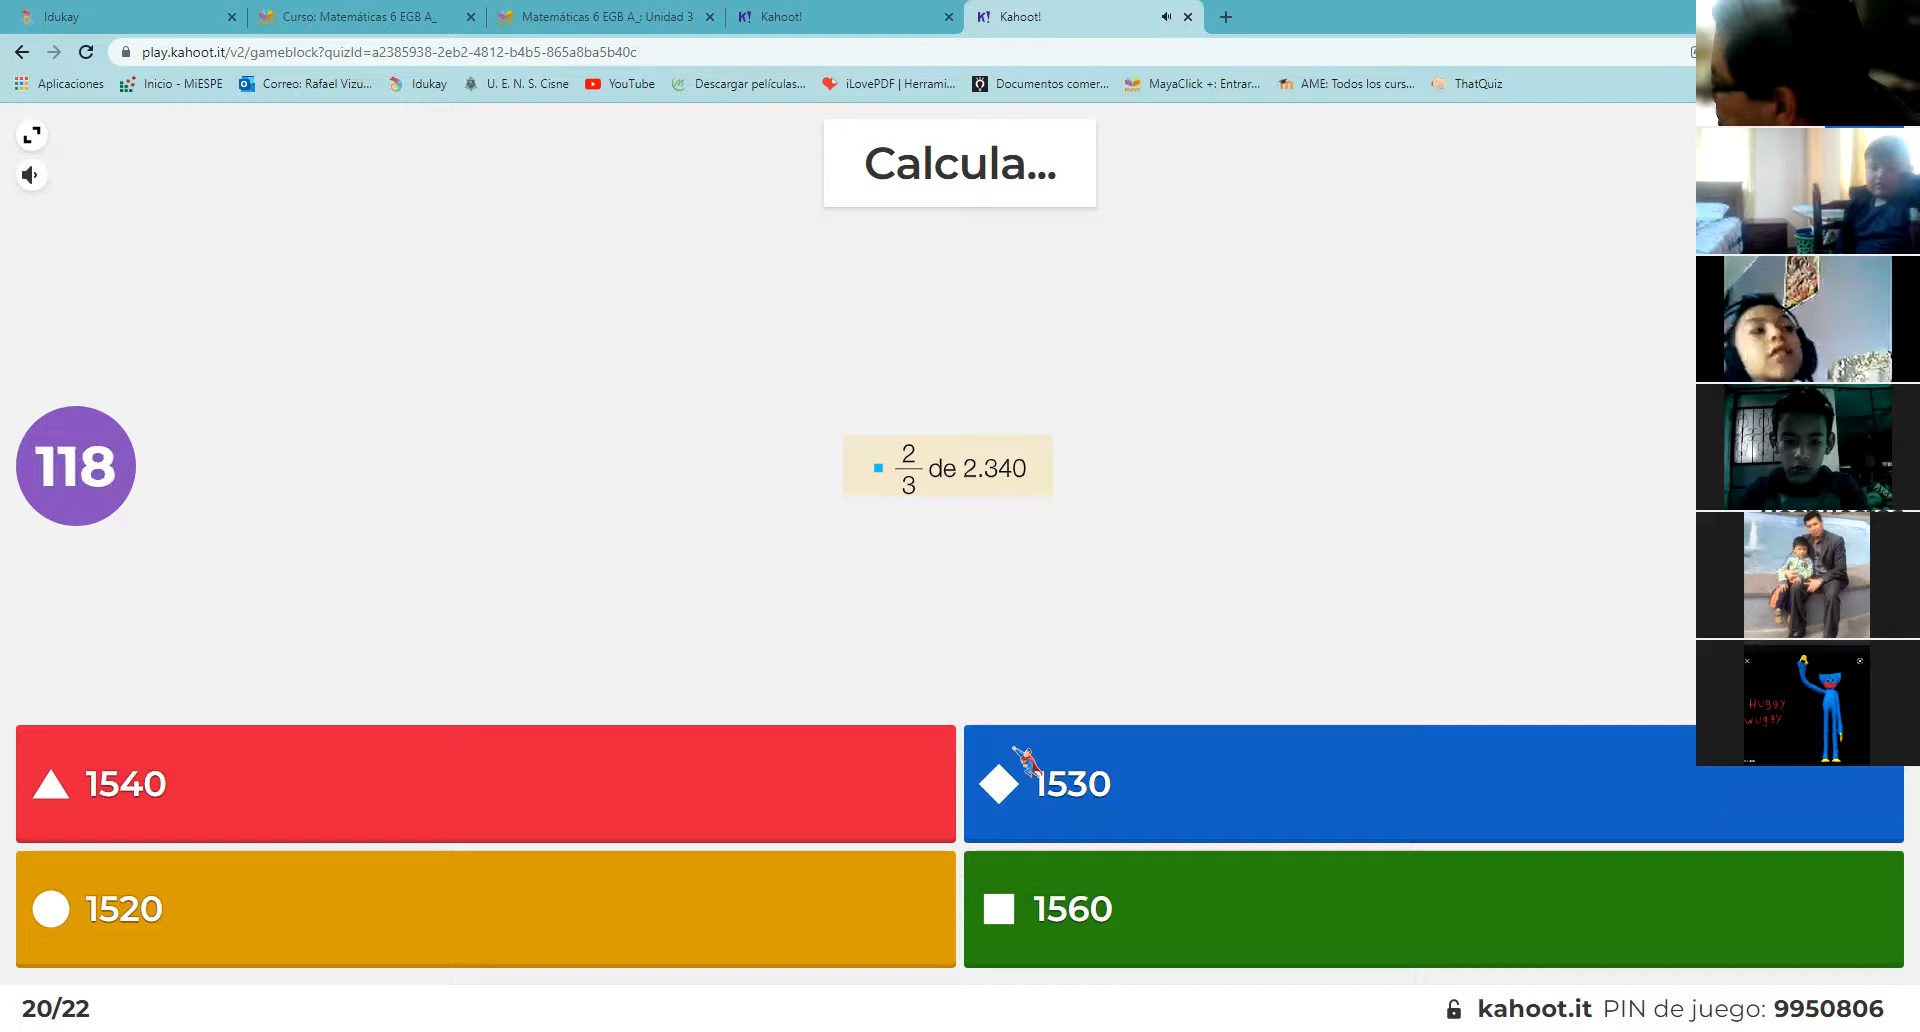 Idukay
Curso: Matemáticas 6 EGB A_
Matemáticas 6 EGB A_: Unidad 3
K! Kahoot!
K! Kahoot!
play.kahoot.it/v2/gameblock?quizId=a2385938-2eb2-4812-b4b5-865a8ba5b40c
Aplicaciones
Inicio - MiESPE
Correo: Rafael Vizu...
Idukay
U. E. N. S. Cisne
YouTube
Descargar películas...
iLovePDF | Herrami...
Documentos comer...
MayaClick +: Entrar...
AME: Todos los curs...
ThatQuiz
Calcula...
118
2/3 de 2.340
Huggy
wuggy
1540
1530
1520
1560
20/22
kahoot.it PIN de juego: 9950806